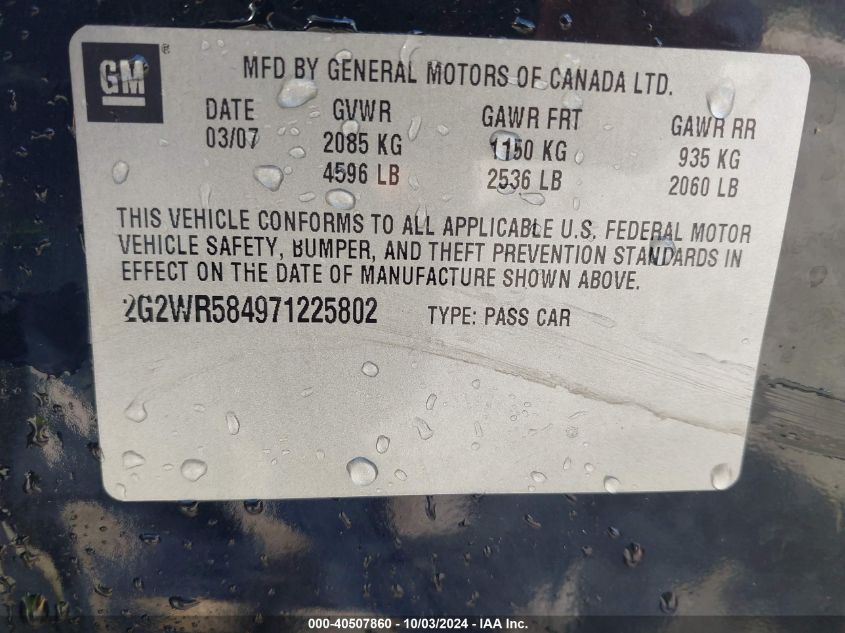 GM ®
MFD BY GENERAL MOTORS OF CANADA LTD.
DATE GVWR GAWR FRT GAWR RR
03/07 2085 KG 1150 KG 935 KG
4596 LB 2536 LB 2060 LB
THIS VEHICLE CONFORMS TO ALL APPLICABLE U.S. FEDERAL MOTOR
VEHICLE SAFETY, BUMPER, AND THEFT PREVENTION STANDARDS IN
EFFECT ON THE DATE OF MANUFACTURE SHOWN ABOVE.
2G2WR584971225802 TYPE: PASS CAR
000-40507860 - 10/03/2024 - IAA Inc.